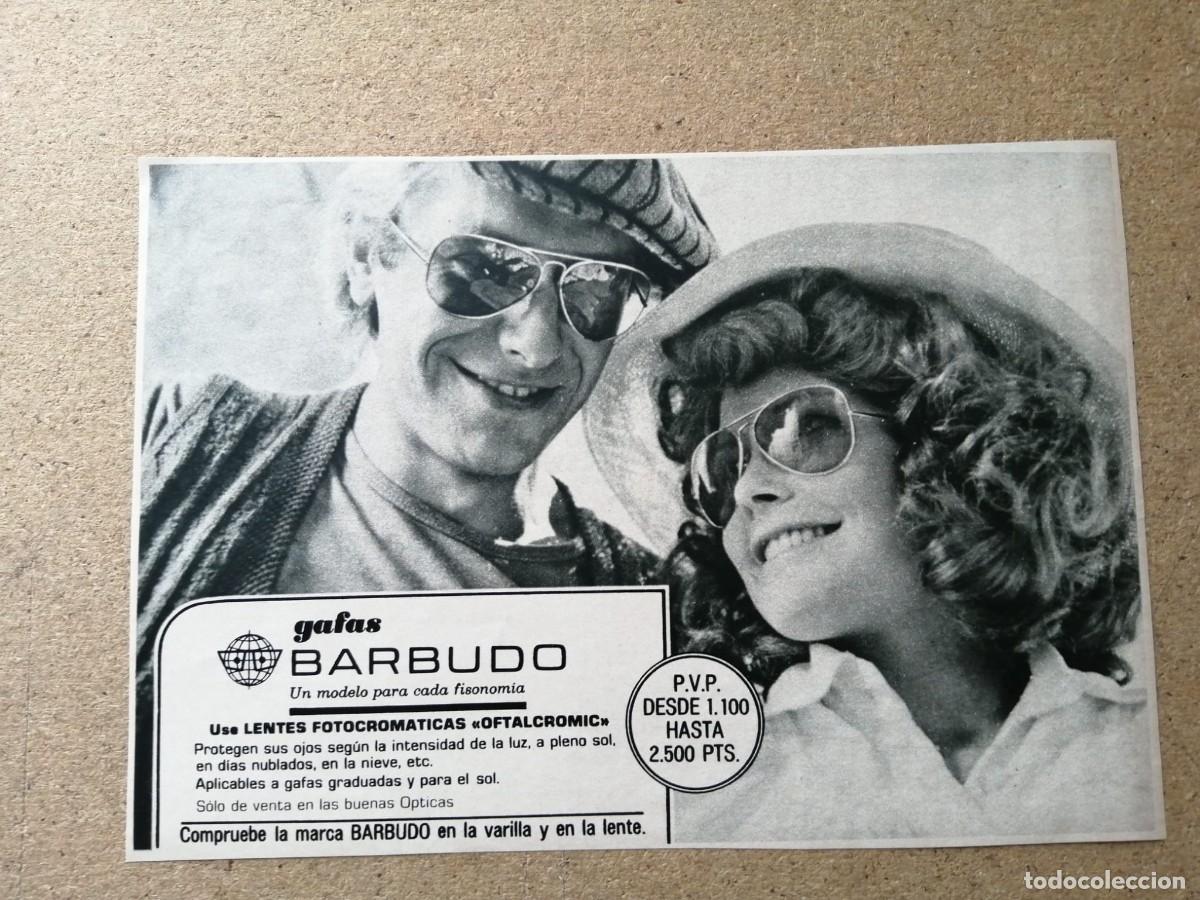 gafas
BARBUDO
Un modelo para cada fisonomia
Use LENTES FOTOCROMATICAS «OFTALCROMIC»
Protegen sus ojos según la intensidad de la luz, a pleno sol,
en días nublados, en la nieve, etc.
Aplicables a gafas graduadas y para el sol.
Sólo de venta en las buenas Opticas
Compruebe la marca BARBUDO en la varilla y en la lente.
P.V.P.
DESDE 1.100
HASTA
2.500 PTS.
todocoleccion